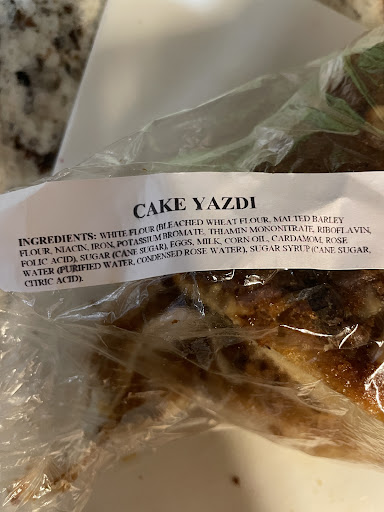 CAKE YAZDI
INGREDIENTS: WHITE FLOUR (BLEACHED WHEAT FLOUR, MALTED BARLEY
FLOUR, NIACIN, IRON, POTASSIUM BROMATE, THIAMIN MONONITRATE, RIBOFLAVIN,
FOLIC ACID), SUGAR (CANE SUGAR), EGGS, MILK, CORN OIL, CARDAMOM, ROSE
WATER (PURIFIED WATER, CONDENSED ROSE WATER), SUGAR SYRUP (CANE SUGAR,
CITRIC ACID).